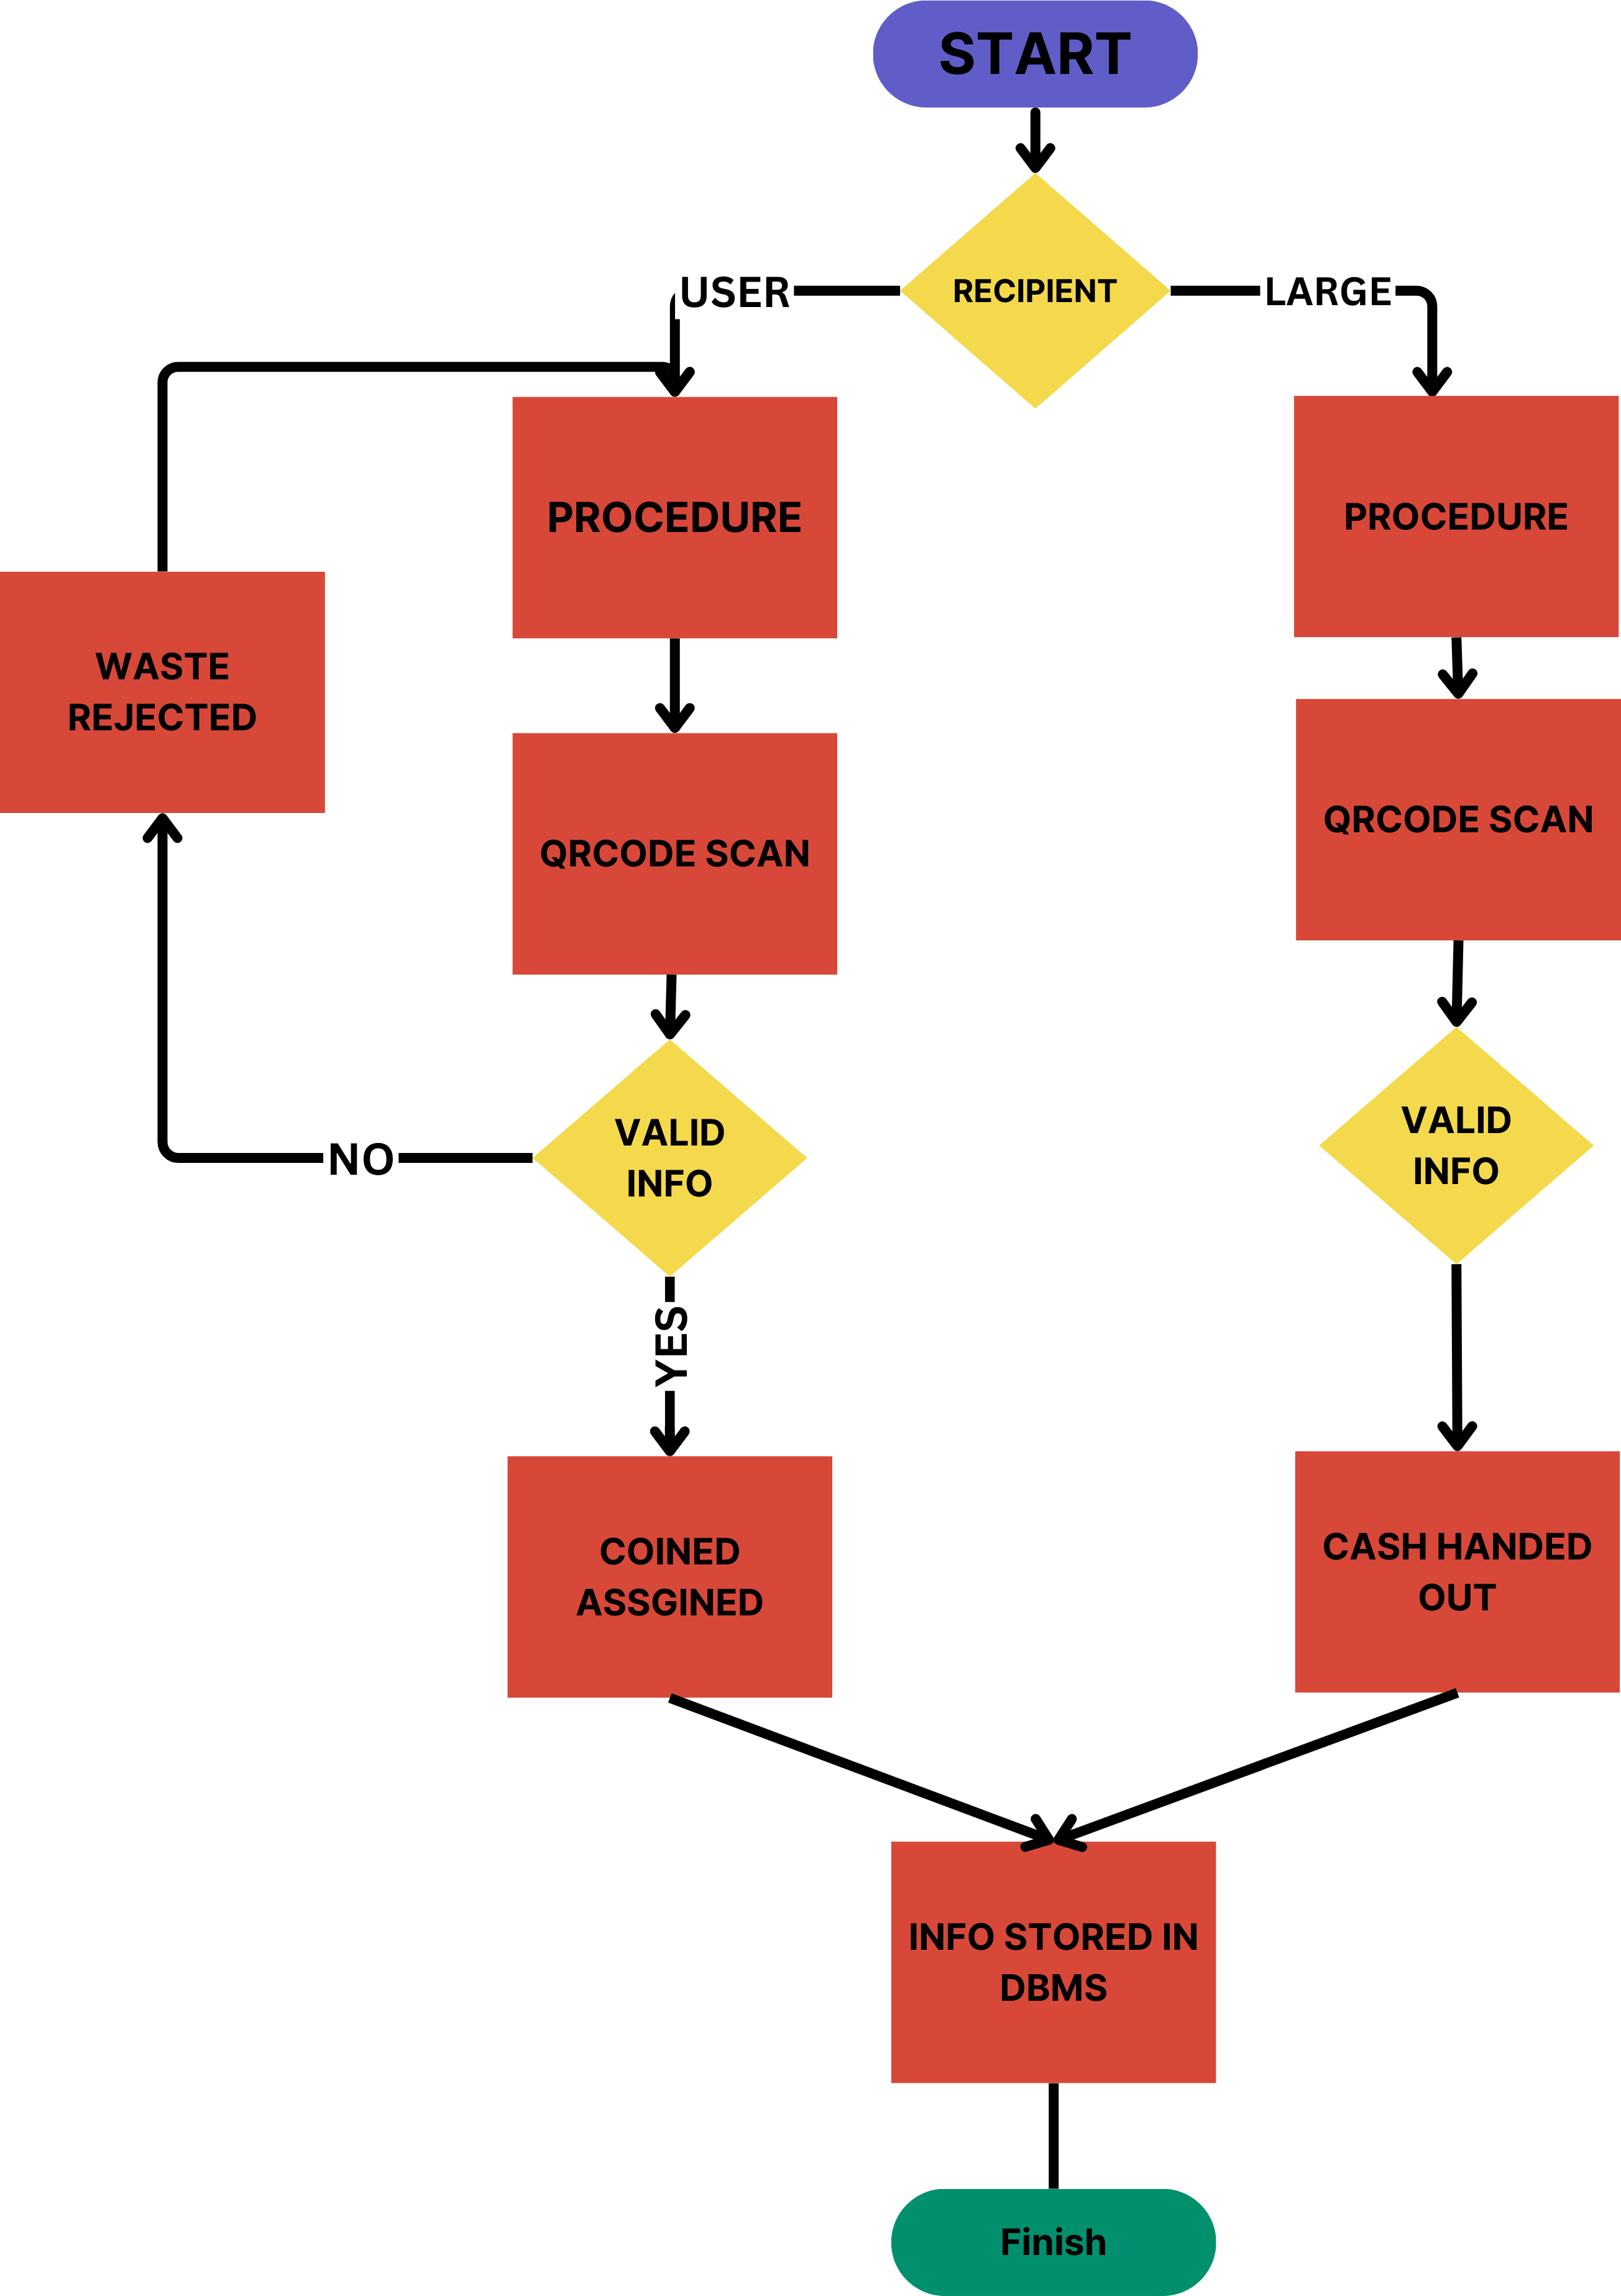 START
RECIPIENT
USER
LARGE
PROCEDURE
PROCEDURE
WASTE
REJECTED
QRCODE SCAN
QRCODE SCAN
VALID
INFO
VALID
INFO
NO
YES
COINED
ASSGINED
CASH HANDED
OUT
INFO STORED IN
DBMS
Finish